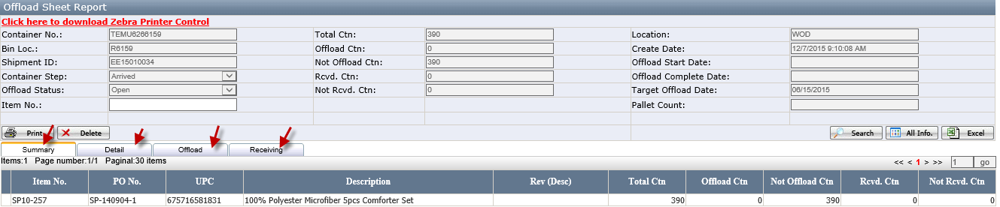 Offload Sheet Report
Click here to download Zebra Printer Control
Container No.: TEMU6266159 Total Ctn: 390 Location: WOD
Bin Loc.: R6159 Offload Ctn: 0 Create Date: 12/7/2015 9:10:08 AM
Shipment ID: EE15010034 Not Offload Ctn: 390 Offload Start Date:
Container Step: Arrived Rcvd. Ctn: 0 Offload Complete Date:
Offload Status: Open Not Rcvd. Ctn: 0 Target Offload Date: 06/15/2015
Item No.: Pallet Count:
Print Delete Search All Info. Excel
Summary Detail Offload Receiving
Items:1 Page number:1/1 Paginal:30 items << < 1 > >> 1 go
Item No. PO No. UPC Description Rev (Desc) Total Ctn Offload Ctn Not Offload Ctn Rcvd. Ctn Not Rcvd. Ctn
SP10-257 SP-140904-1 675716581831 100% Polyester Microfiber 5pcs Comforter Set 390 0 390 0 0